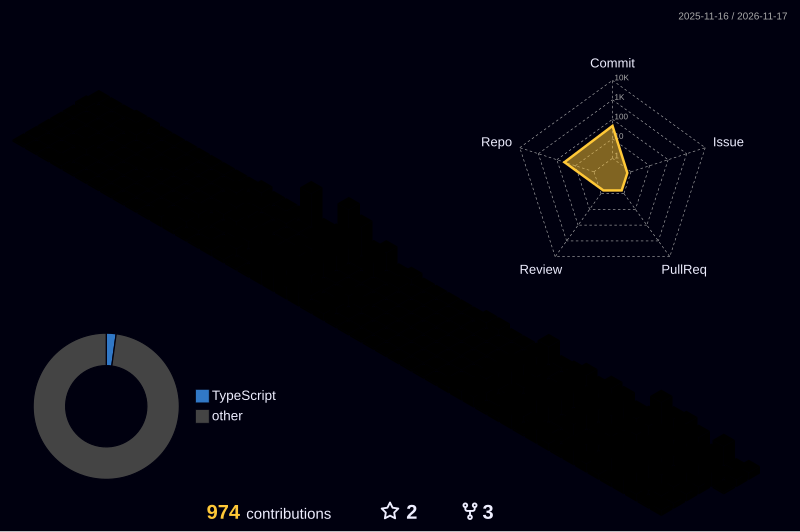 2025-11-16 / 2026-11-17
Commit
10K
1K
100
10
1
Issue
Repo
Review
PullReq
TypeScript
other
974 contributions
2
3